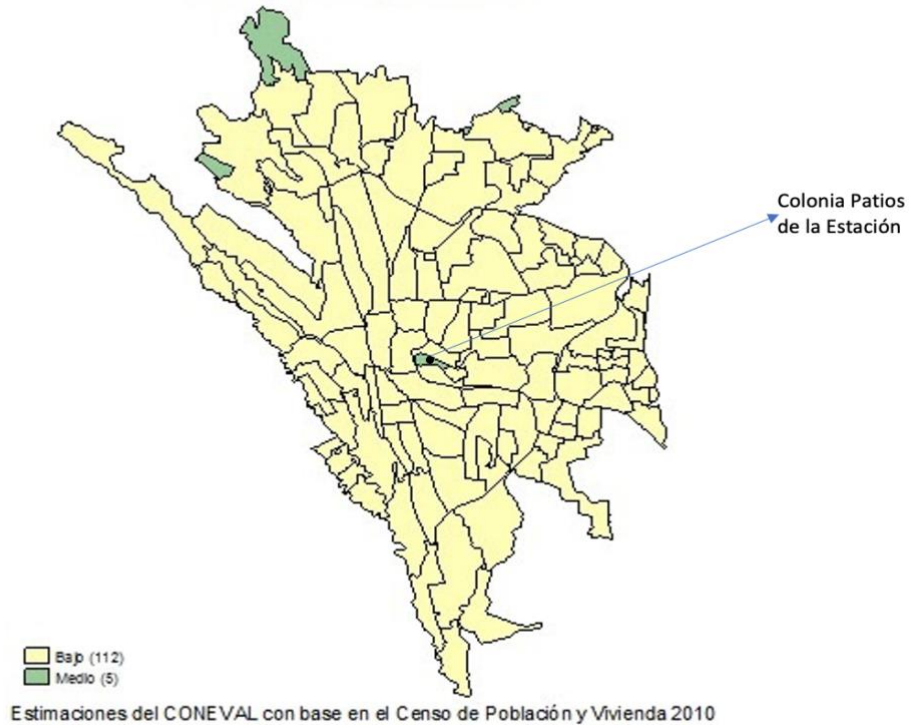 Colonia Patios
de la Estación
Bajo (112)
Medio (5)
Estimaciones del CONEVAL con base en el Censo de Población y Vivienda 2010